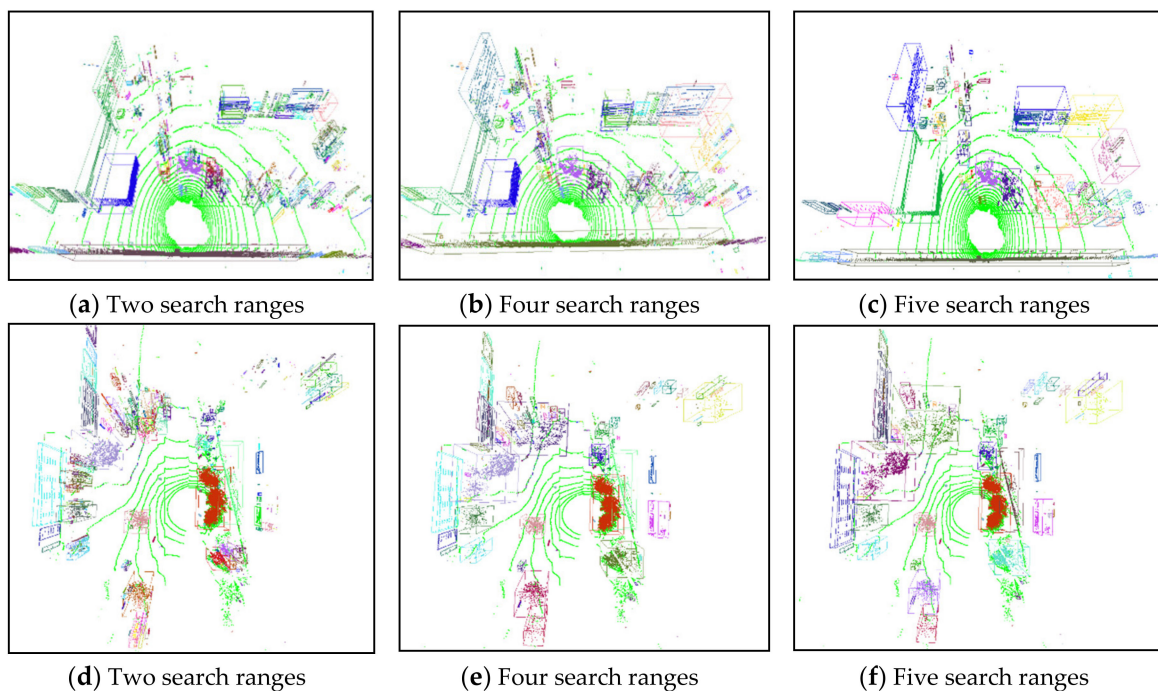 (a) Two search ranges
(b) Four search ranges
(c) Five search ranges
(d) Two search ranges
(e) Four search ranges
(f) Five search ranges